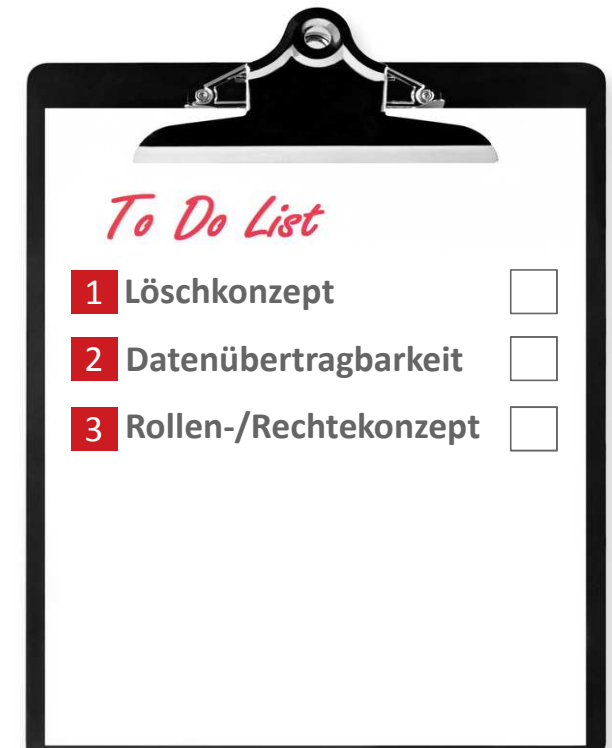 To Do List
1 Löschkonzept
2 Datenübertragbarkeit
3 Rollen-/Rechtekonzept